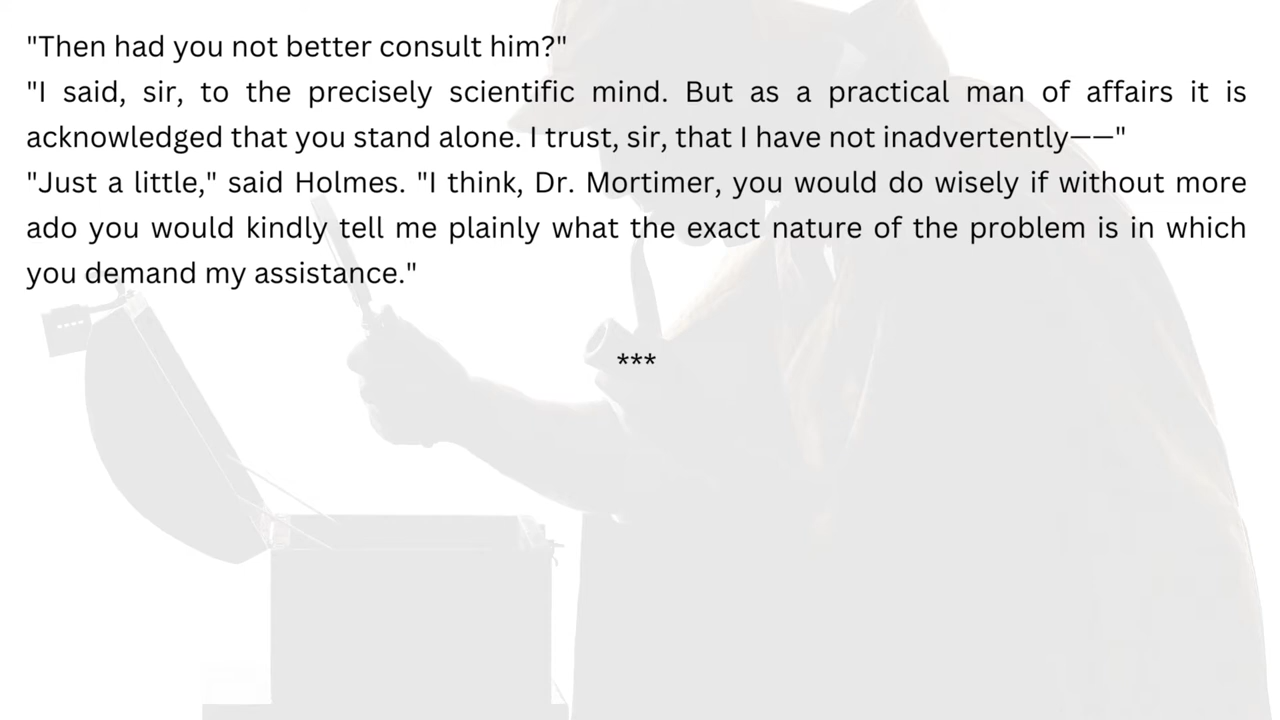 "Then had you not better consult him?"
"I said, sir, to the precisely scientific mind. But as a practical man of affairs it is
acknowledged that you stand alone. I trust, sir, that I have not inadvertently——"
"Just a little," said Holmes. "I think, Dr. Mortimer, you would do wisely if without more
ado you would kindly tell me plainly what the exact nature of the problem is in which
you demand my assistance."
***